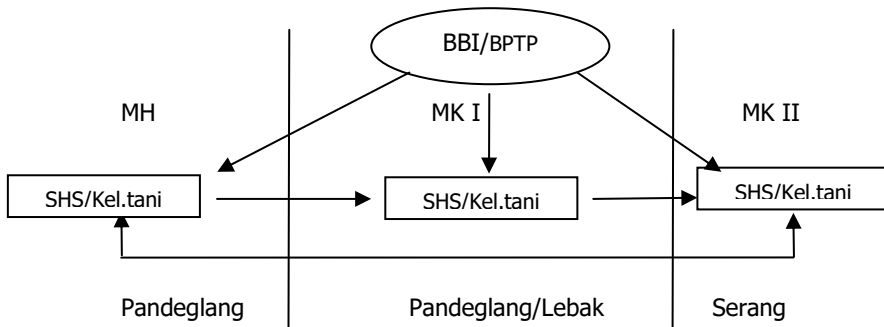 BBI/BPTP
MH
MK I
MK II
SHS/Kel.tani
SHS/Kel.tani
SHS/Kel.tani
Pandeglang
Pandeglang/Lebak
Serang